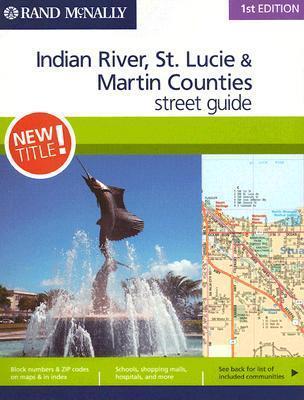 RAND McNALLY
1st EDITION
Indian River, St. Lucie &
Martin Counties
street guide
NEW
TITLE!
Block numbers & ZIP codes
on maps & in index
Schools, shopping malls,
hospitals, and more
See back for list of
included communities